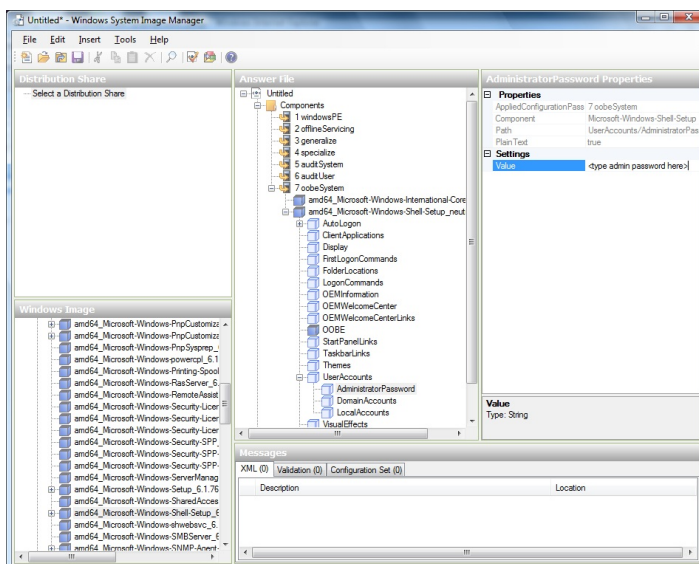 Untitled* - Windows System Image Manager
File Edit Insert Tools Help
Distribution Share
Select a Distribution Share
Windows Image
amd64_Microsoft-Windows-PnpCustomiza
amd64_Microsoft-Windows-PnpCustomiza
amd64_Microsoft-Windows-PnpSysprep_
amd64_Microsoft-Windows-powercpl_6.1
amd64_Microsoft-Windows-Printing-Spool
amd64_Microsoft-Windows-RasServer_6.
amd64_Microsoft-Windows-RemoteAssist
amd64_Microsoft-Windows-Security-Licer
amd64_Microsoft-Windows-Security-Licer
amd64_Microsoft-Windows-Security-Licer
amd64_Microsoft-Windows-Security-SPP_
amd64_Microsoft-Windows-Security-SPP-
amd64_Microsoft-Windows-Security-SPP-
amd64_Microsoft-Windows-ServerManag
amd64_Microsoft-Windows-Setup_6.1.76
amd64_Microsoft-Windows-SharedAcces
amd64_Microsoft-Windows-Shell-Setup_6
amd64_Microsoft-Windows-shwebsvc_6.
amd64_Microsoft-Windows-SMBServer_6
amd64_Microsoft-Windows-SNMP-Agent-
Answer File
Untitled
Components
1 windowsPE
2 offlineServicing
3 generalize
4 specialize
5 auditSystem
6 auditUser
7 oobeSystem
amd64_Microsoft-Windows-International-Core
amd64_Microsoft-Windows-Shell-Setup_neut
AutoLogon
ClientApplications
Display
FirstLogonCommands
FolderLocations
LogonCommands
OEMInformation
OEMWelcomeCenter
OEMWelcomeCenterLinks
OOBE
StartPanelLinks
TaskbarLinks
Themes
UserAccounts
AdministratorPassword
DomainAccounts
LocalAccounts
VisualEffects
AdministratorPassword Properties
Properties
AppliedConfigurationPass 7 oobeSystem
Component Microsoft-Windows-Shell-Setup
Path UserAccounts/AdministratorPas
PlainText true
Settings
Value <type admin password here>
Value
Type: String
Messages
XML (0) Validation (0) Configuration Set (0)
Description Location